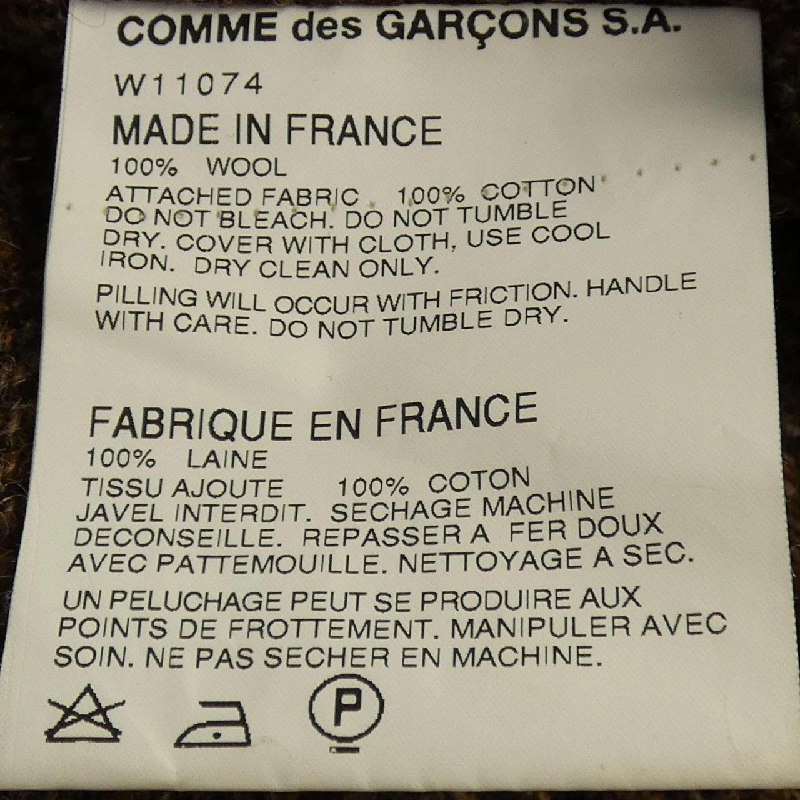 COMME des GARÇONS S.A.
W11074
MADE IN FRANCE
100% WOOL
ATTACHED FABRIC 100% COTTON
DO NOT BLEACH. DO NOT TUMBLE
DRY. COVER WITH CLOTH, USE COOL
IRON. DRY CLEAN ONLY.
PILLING WILL OCCUR WITH FRICTION. HANDLE
WITH CARE. DO NOT TUMBLE DRY.
FABRIQUE EN FRANCE
100% LAINE
TISSU AJOUTE 100% COTON
JAVEL INTERDIT. SECHAGE MACHINE
DECONSEILLE. REPASSER A FER DOUX
AVEC PATTEMOUILLE. NETTOYAGE A SEC.
UN PELUCHAGE PEUT SE PRODUIRE AUX
POINTS DE FROTTEMENT. MANIPULER AVEC
SOIN. NE PAS SECHER EN MACHINE.
P